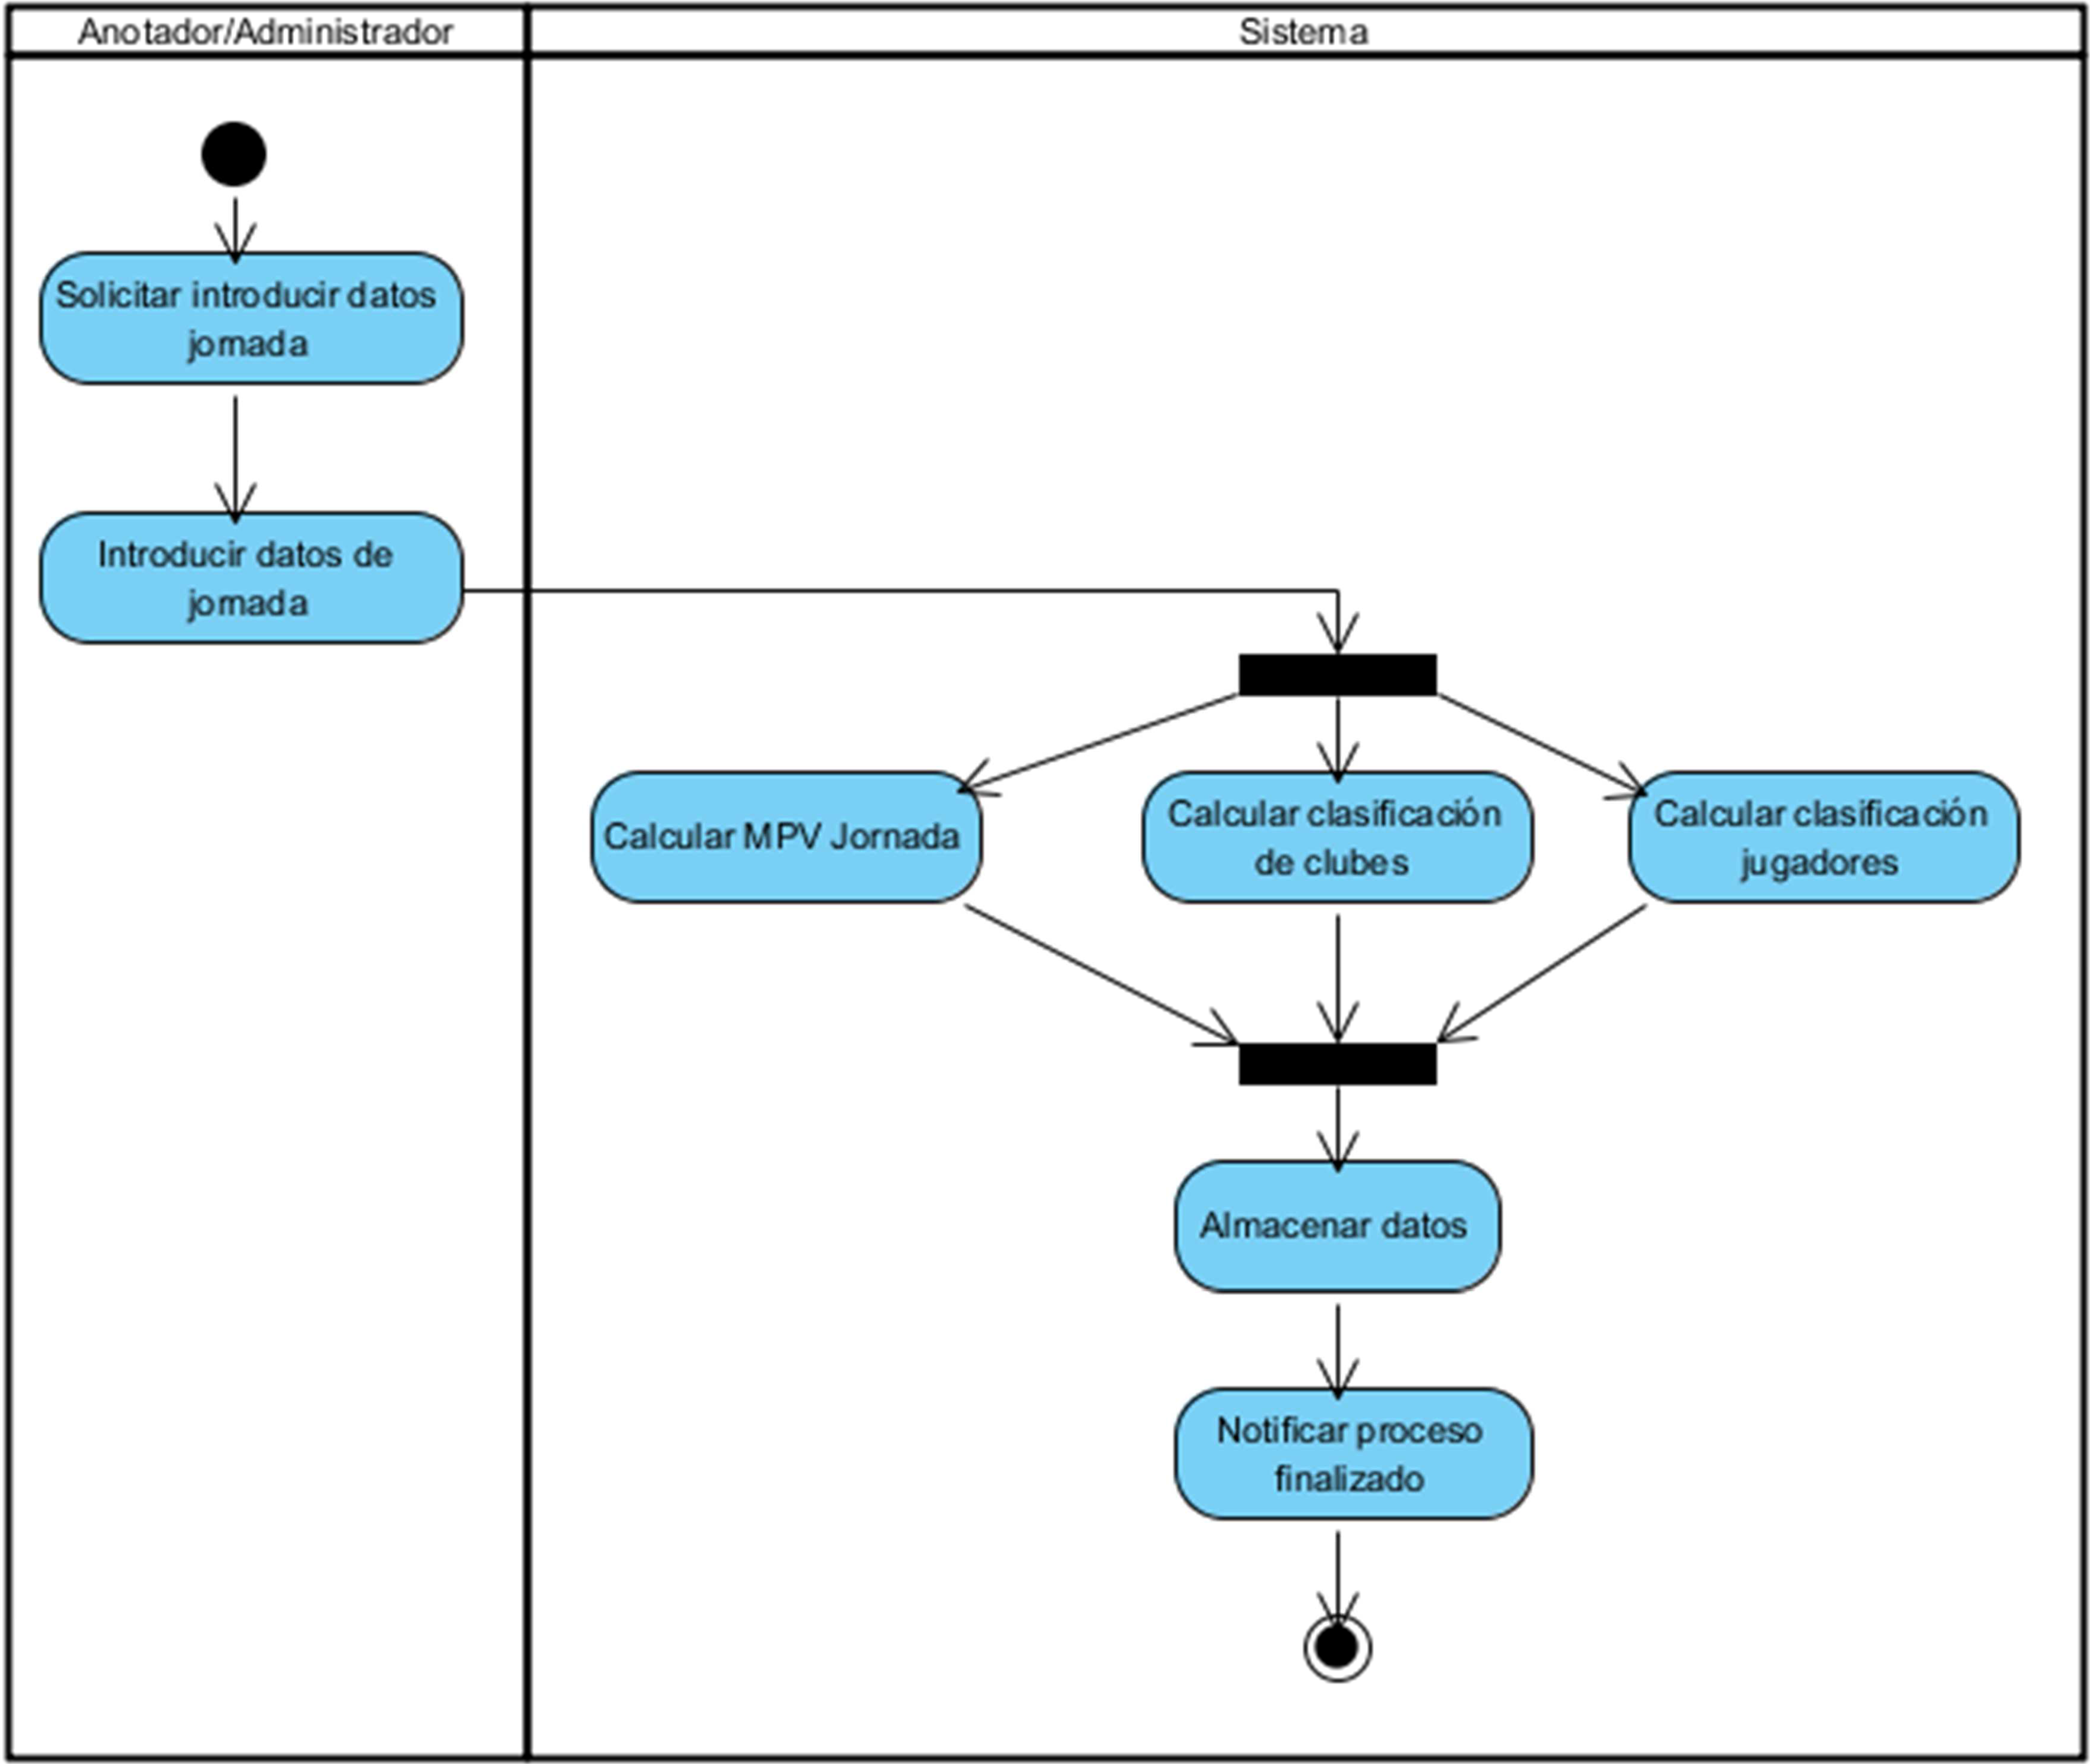 Anotador/Administrador
Sistema
Solicitar introducir datos
jornada
Introducir datos de
jornada
Calcular MPV Jornada
Calcular clasificación
de clubes
Calcular clasificación
jugadores
Almacenar datos
Notificar proceso
finalizado